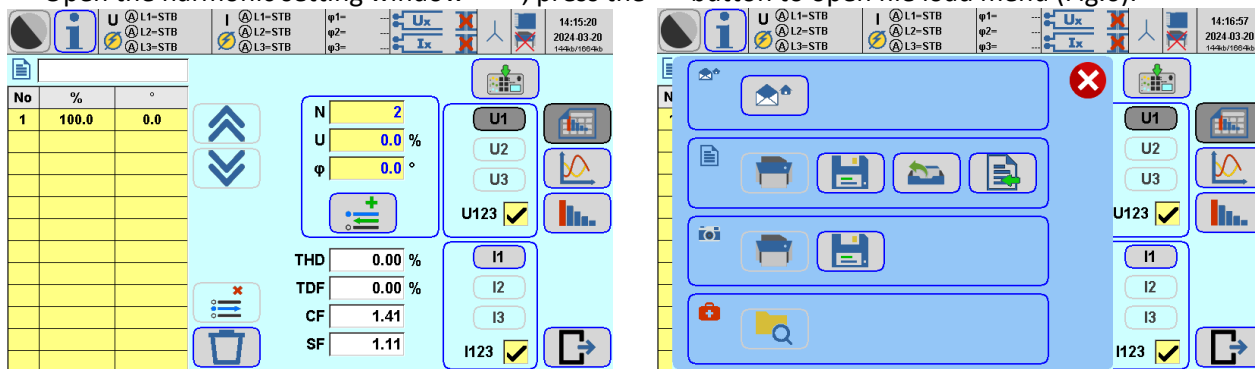 Open the harmonic setting window , press the button to open file load menu (Fig.6).
U Ⓐ L1=STB I Ⓐ L1=STB φ1= --- Ux 14:15:20
Ⓐ L2=STB Ⓐ L2=STB φ2= --- 2024-03-20
Ⓐ L3=STB Ⓐ L3=STB φ3= --- Ix 144kb/1664kb
No % °
1 100.0 0.0
N 2
U 0.0 %
φ 0.0 °
THD 0.00 %
TDF 0.00 %
CF 1.41
SF 1.11
U1
U2
U3
U123
I1
I2
I3
I123
U Ⓐ L1=STB I Ⓐ L1=STB φ1= --- Ux 14:16:57
Ⓐ L2=STB Ⓐ L2=STB φ2= --- 2024-03-20
Ⓐ L3=STB Ⓐ L3=STB φ3= --- Ix 144kb/1664kb
U1
U2
U3
U123
I1
I2
I3
I123